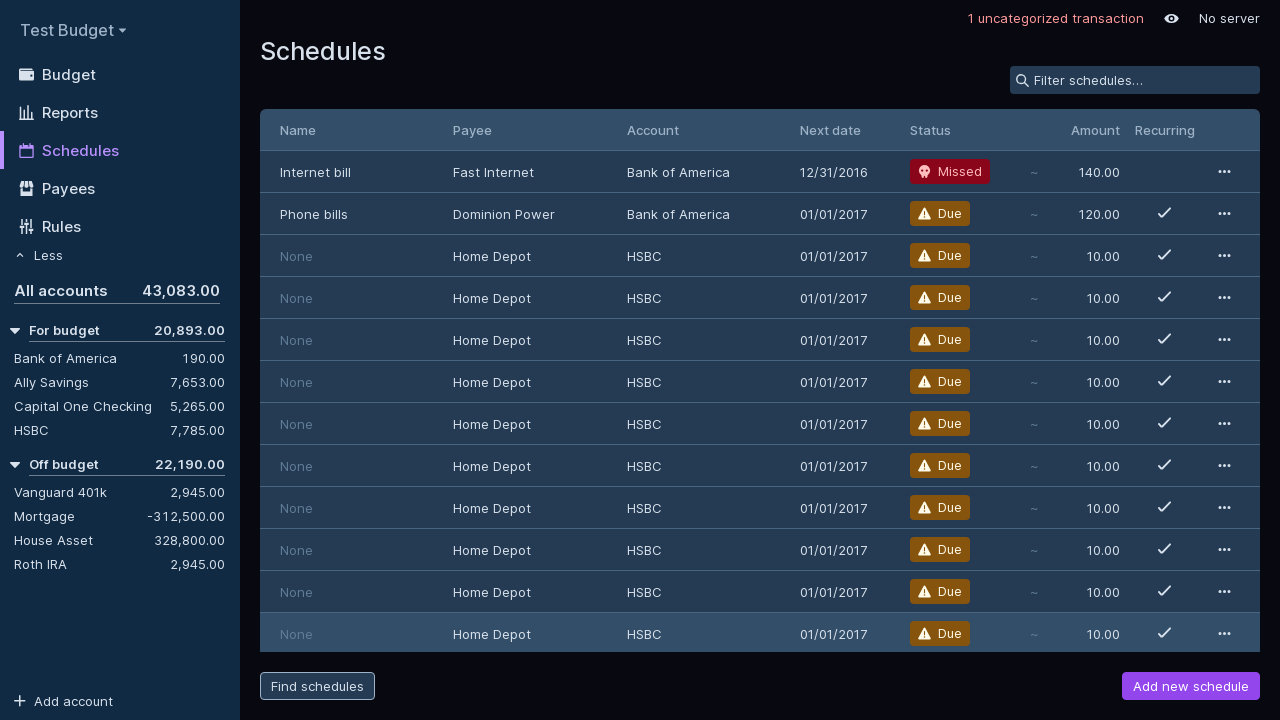 Test Budget
1 uncategorized transaction No server
Budget
Reports
Schedules
Payees
Rules
Less
All accounts 43,083.00
For budget 20,893.00
Bank of America 190.00
Ally Savings 7,653.00
Capital One Checking 5,265.00
HSBC 7,785.00
Off budget 22,190.00
Vanguard 401k 2,945.00
Mortgage -312,500.00
House Asset 328,800.00
Roth IRA 2,945.00
Add account
Schedules
Filter schedules…
Name Payee Account Next date Status Amount Recurring
Internet bill Fast Internet Bank of America 12/31/2016 Missed ~ 140.00
Phone bills Dominion Power Bank of America 01/01/2017 Due ~ 120.00
None Home Depot HSBC 01/01/2017 Due ~ 10.00
None Home Depot HSBC 01/01/2017 Due ~ 10.00
None Home Depot HSBC 01/01/2017 Due ~ 10.00
None Home Depot HSBC 01/01/2017 Due ~ 10.00
None Home Depot HSBC 01/01/2017 Due ~ 10.00
None Home Depot HSBC 01/01/2017 Due ~ 10.00
None Home Depot HSBC 01/01/2017 Due ~ 10.00
None Home Depot HSBC 01/01/2017 Due ~ 10.00
None Home Depot HSBC 01/01/2017 Due ~ 10.00
None Home Depot HSBC 01/01/2017 Due ~ 10.00
Find schedules Add new schedule